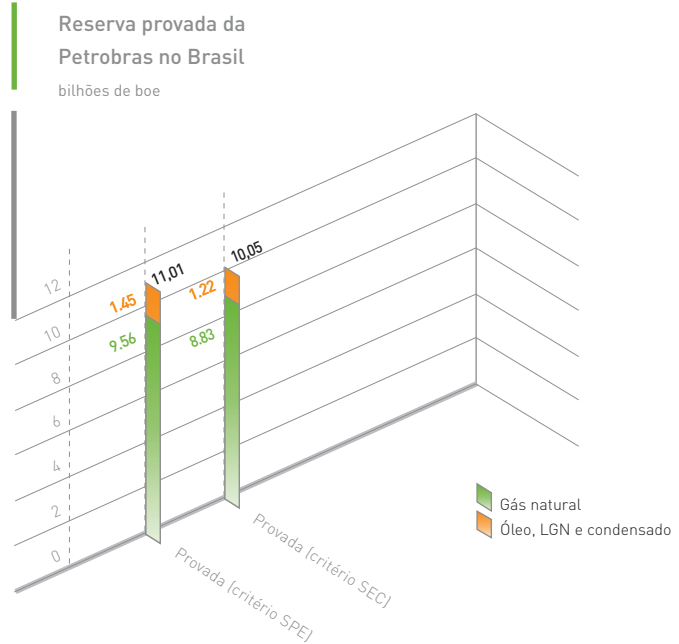 Reserva provada da
Petrobras no Brasil
bilhões de boe
12
10
8
6
4
2
0
11,01
1.45
9.56
10,05
1.22
8.83
Provada (critério SPE)
Provada (critério SEC)
Gás natural
Óleo, LGN e condensado